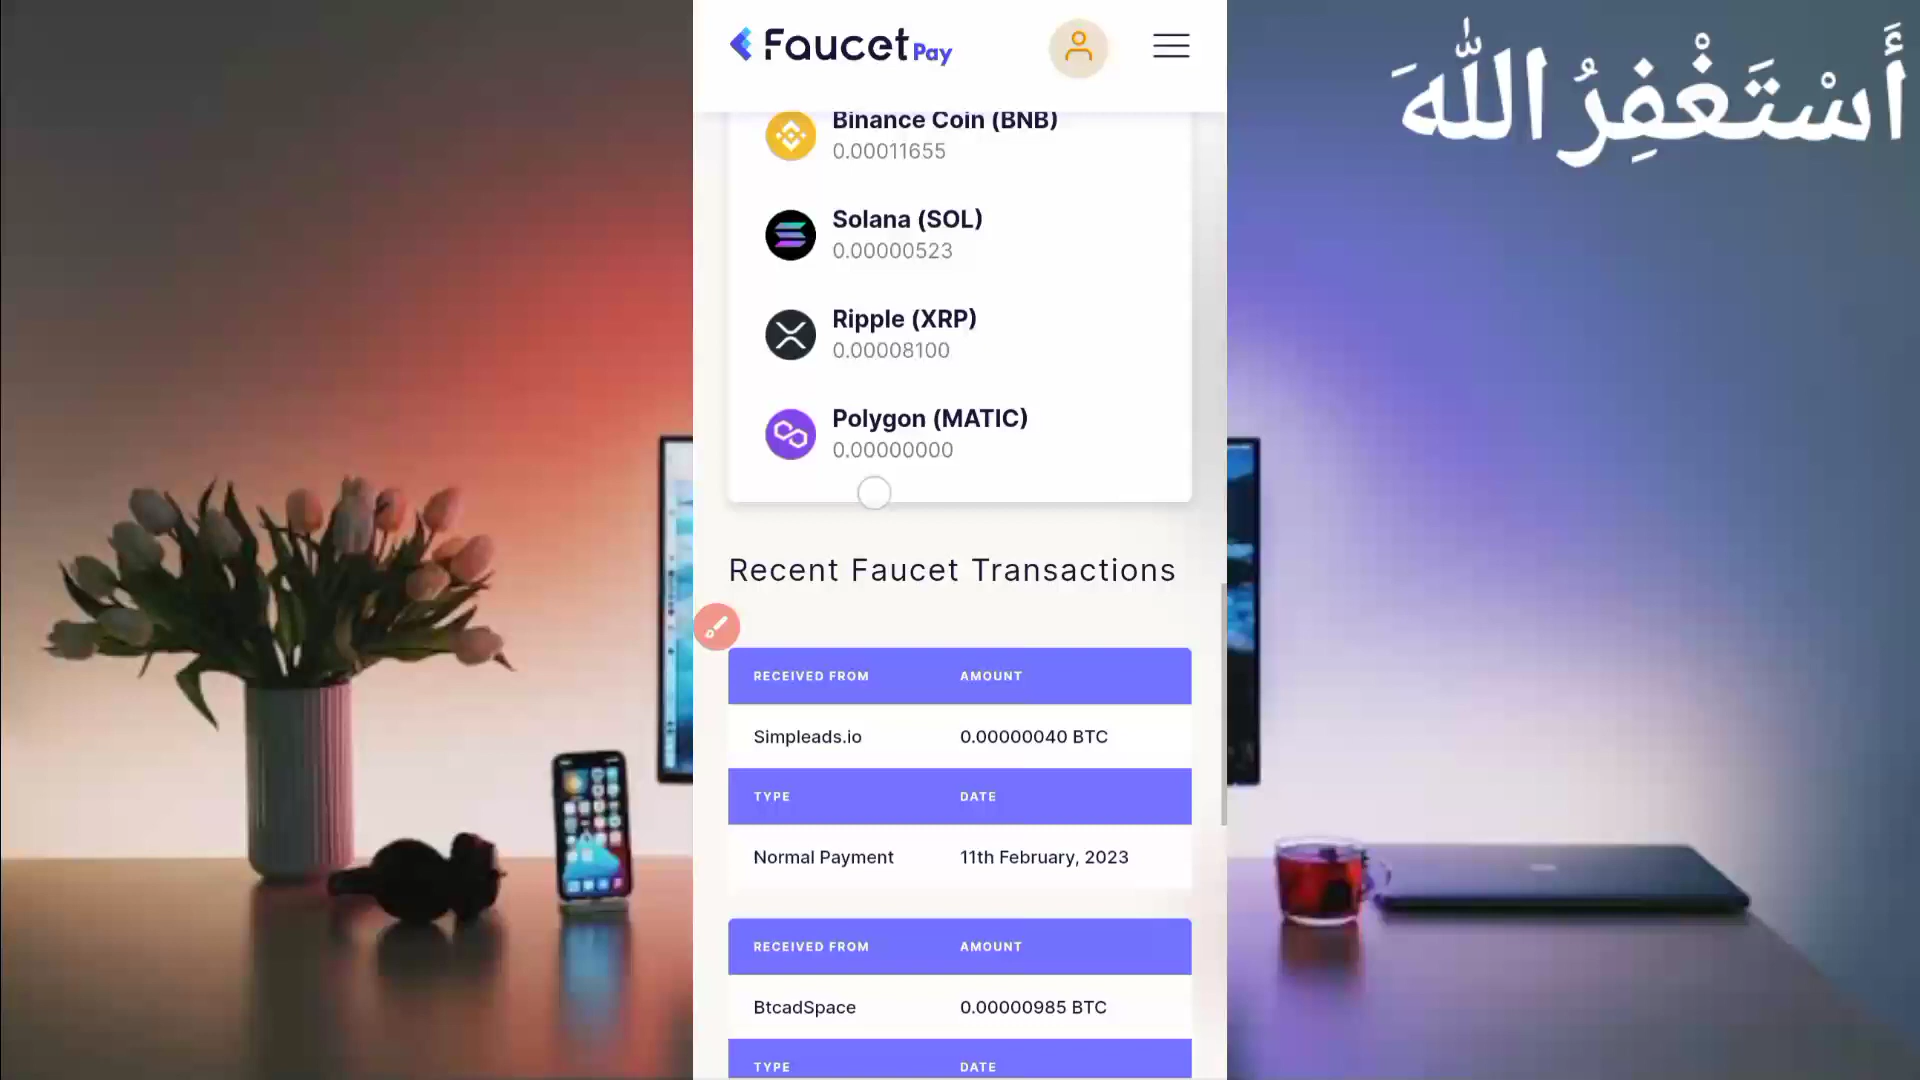 Faucet Pay
أَسْتَغْفِرُ اللّٰهَ
Binance Coin (BNB)
0.00011655
Solana (SOL)
0.00000523
Ripple (XRP)
0.00008100
Polygon (MATIC)
0.00000000
Recent Faucet Transactions
RECEIVED FROM AMOUNT
Simpleads.io 0.00000040 BTC
TYPE DATE
Normal Payment 11th February, 2023
RECEIVED FROM AMOUNT
BtcadSpace 0.00000985 BTC
TYPE DATE